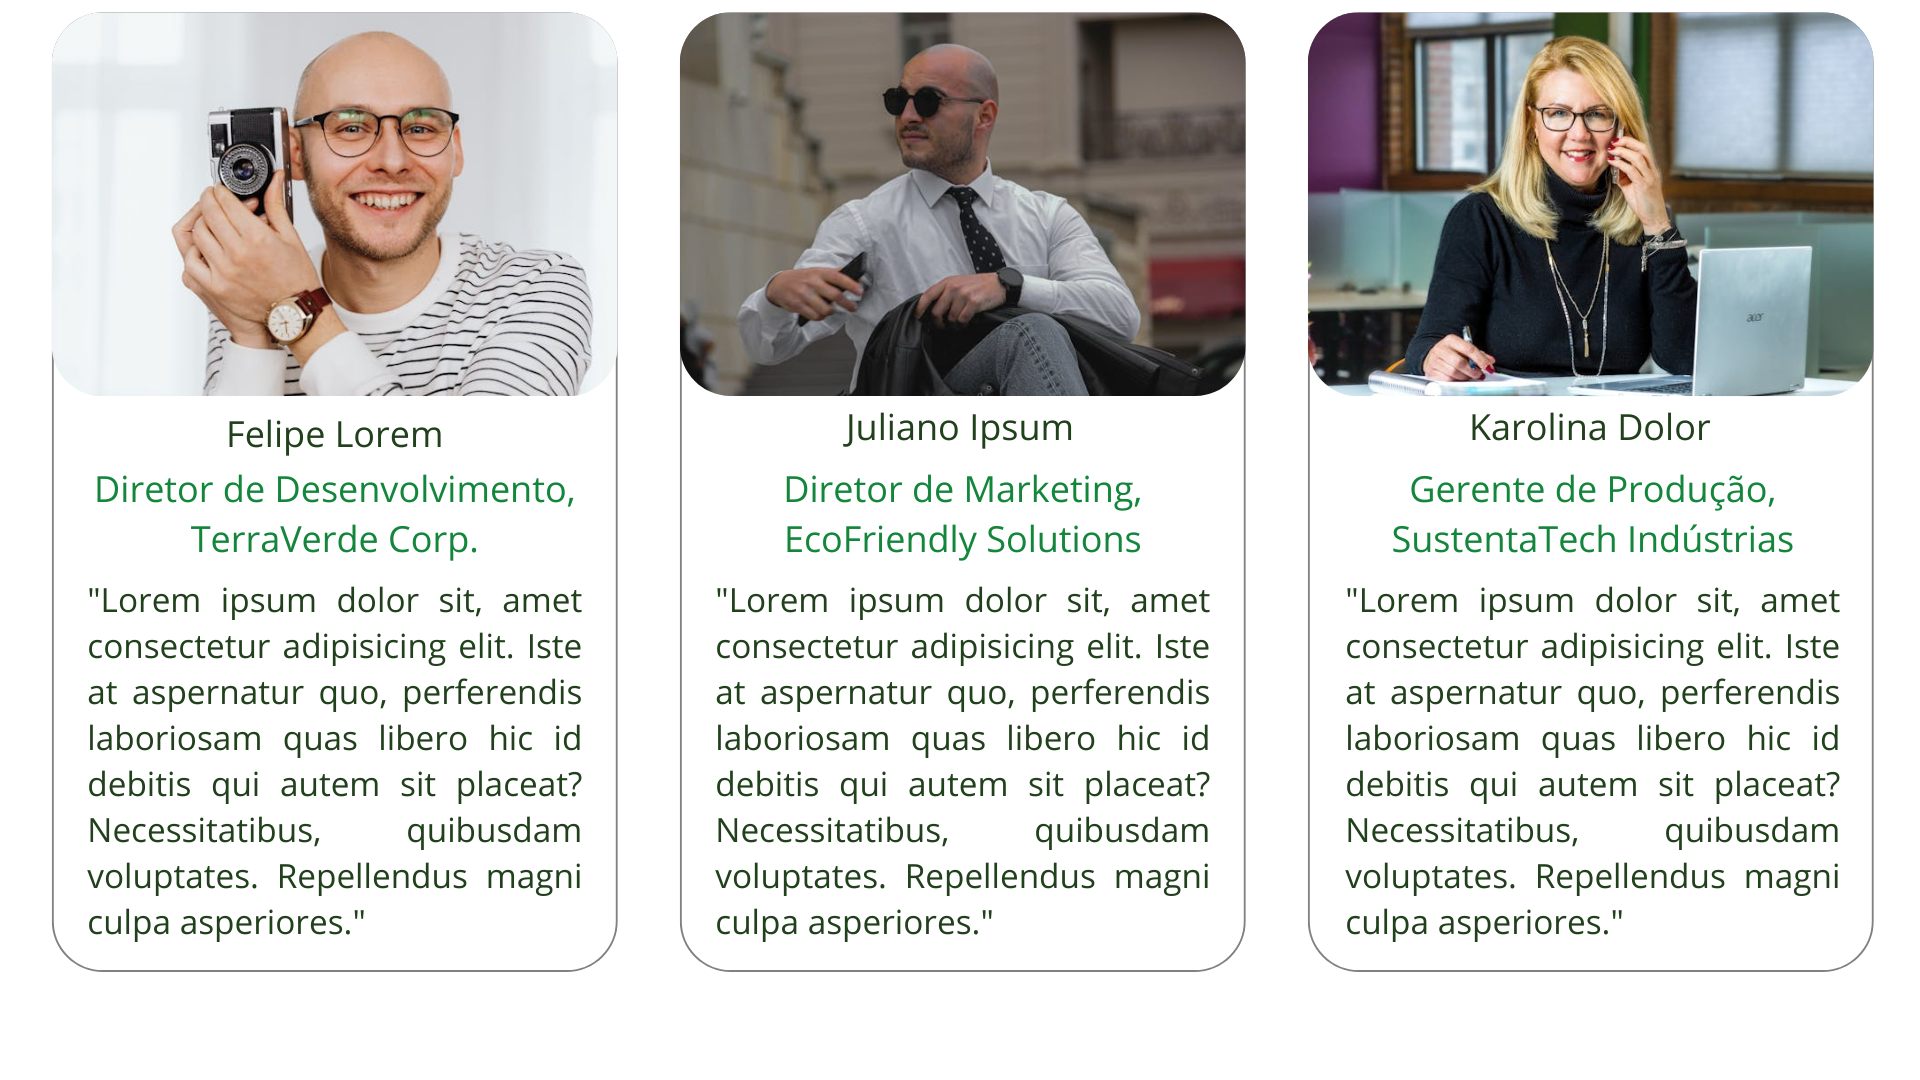 Felipe Lorem
Diretor de Desenvolvimento,
TerraVerde Corp.
"Lorem ipsum dolor sit, amet
consectetur adipisicing elit. Iste
at aspernatur quo, perferendis
laboriosam quas libero hic id
debitis qui autem sit placeat?
Necessitatibus, quibusdam
voluptates. Repellendus magni
culpa asperiores."
Juliano Ipsum
Diretor de Marketing,
EcoFriendly Solutions
"Lorem ipsum dolor sit, amet
consectetur adipisicing elit. Iste
at aspernatur quo, perferendis
laboriosam quas libero hic id
debitis qui autem sit placeat?
Necessitatibus, quibusdam
voluptates. Repellendus magni
culpa asperiores."
acer
Karolina Dolor
Gerente de Produção,
SustentaTech Indústrias
"Lorem ipsum dolor sit, amet
consectetur adipisicing elit. Iste
at aspernatur quo, perferendis
laboriosam quas libero hic id
debitis qui autem sit placeat?
Necessitatibus, quibusdam
voluptates. Repellendus magni
culpa asperiores."